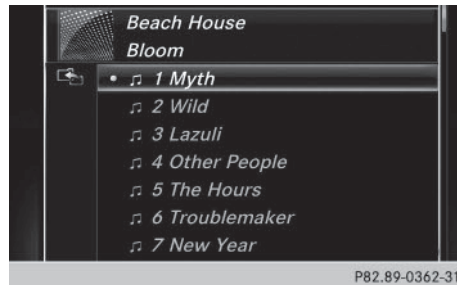 Beach House
Bloom
1 Myth
2 Wild
3 Lazuli
4 Other People
5 The Hours
6 Troublemaker
7 New Year
P82.89-0362-31